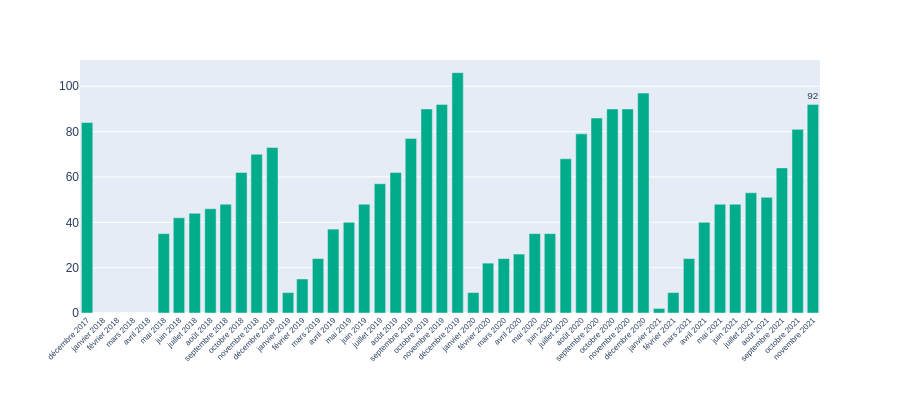 100
80
60
40
20
0
92
décembre 2017
janvier 2018
février 2018
mars 2018
avril 2018
mai 2018
juin 2018
juillet 2018
août 2018
septembre 2018
octobre 2018
novembre 2018
décembre 2018
janvier 2019
février 2019
mars 2019
avril 2019
mai 2019
juin 2019
juillet 2019
août 2019
septembre 2019
octobre 2019
novembre 2019
décembre 2019
janvier 2020
février 2020
mars 2020
avril 2020
mai 2020
juin 2020
juillet 2020
août 2020
septembre 2020
octobre 2020
novembre 2020
décembre 2020
janvier 2021
février 2021
mars 2021
avril 2021
mai 2021
juin 2021
juillet 2021
août 2021
septembre 2021
octobre 2021
novembre 2021